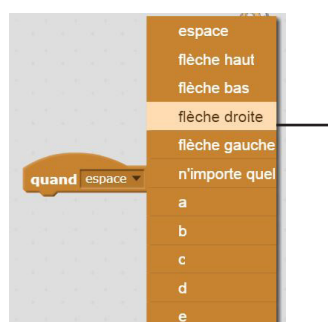 espace
flèche haut
flèche bas
flèche droite
flèche gauche
quand espace
n'importe quel
a
b
c
d
e